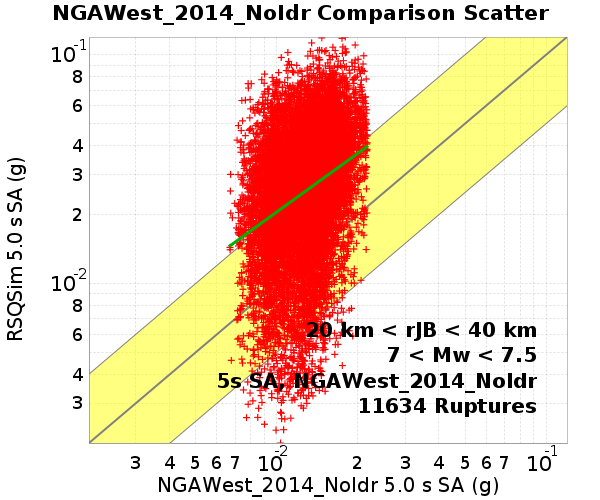 NGAWest_2014_NoIdr Comparison Scatter
RSQSim 5.0 s SA (g)
10-1
8
6
4
3
2
10-2
8
6
4
3
20 km < rJB < 40 km
7 < Mw < 7.5
5s SA, NGAWest_2014_NoIdr
11634 Ruptures
3 4 5 6 7 10-2 2 3 4 5 6 7 10-1
NGAWest_2014_NoIdr 5.0 s SA (g)